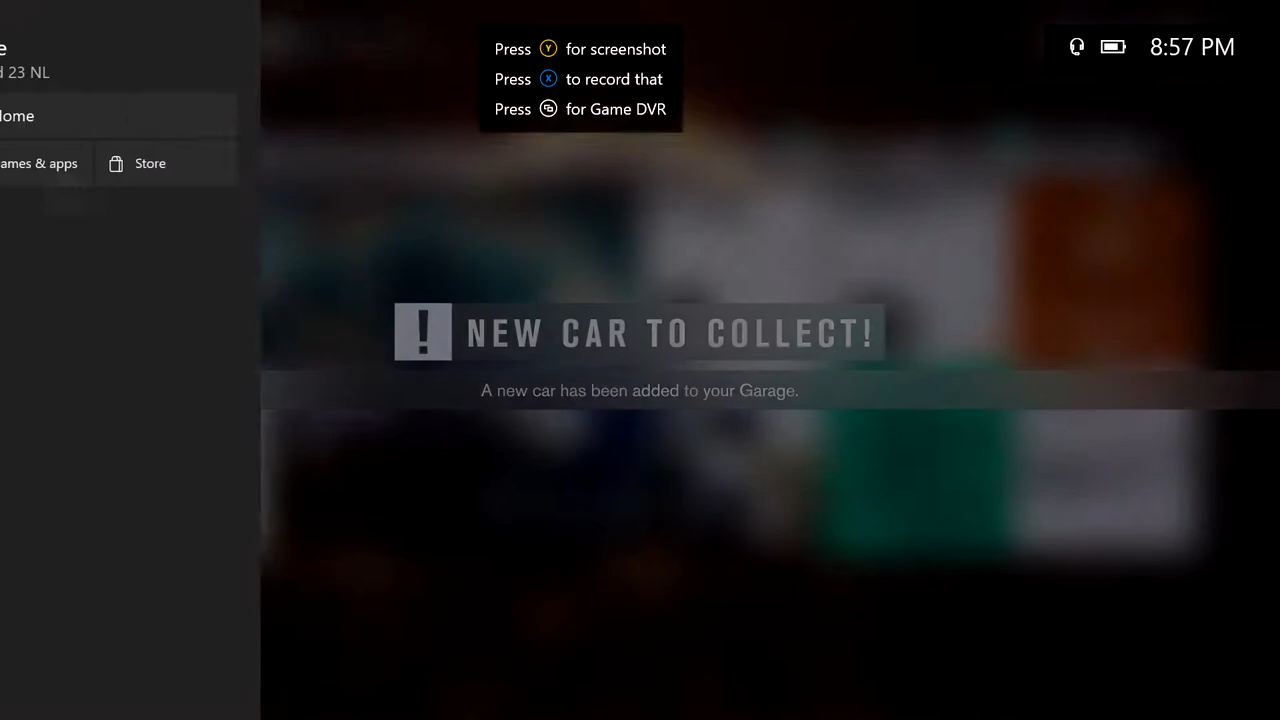 e
d 23 NL
ome
ames & apps
Store
Press Y for screenshot
Press X to record that
Press for Game DVR
8:57 PM
! NEW CAR TO COLLECT!
A new car has been added to your Garage.